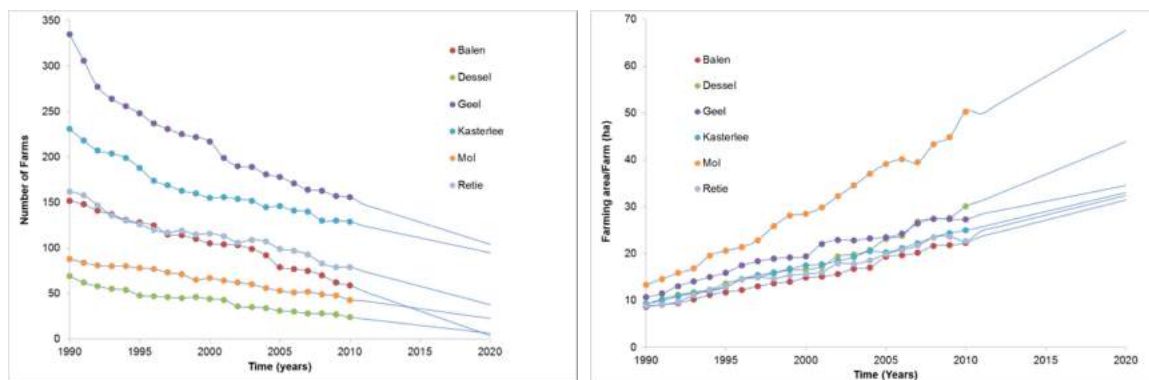 350
300
250
200
150
100
50
0
Number of Farms
1990 1995 2000 2005 2010 2015 2020
Time (years)
Balen
Dessel
Geel
Kasterlee
Mol
Retie
70
60
50
40
30
20
10
0
Farming area/Farm (ha)
1990 1995 2000 2005 2010 2015 2020
Time (Years)
Balen
Dessel
Geel
Kasterlee
Mol
Retie